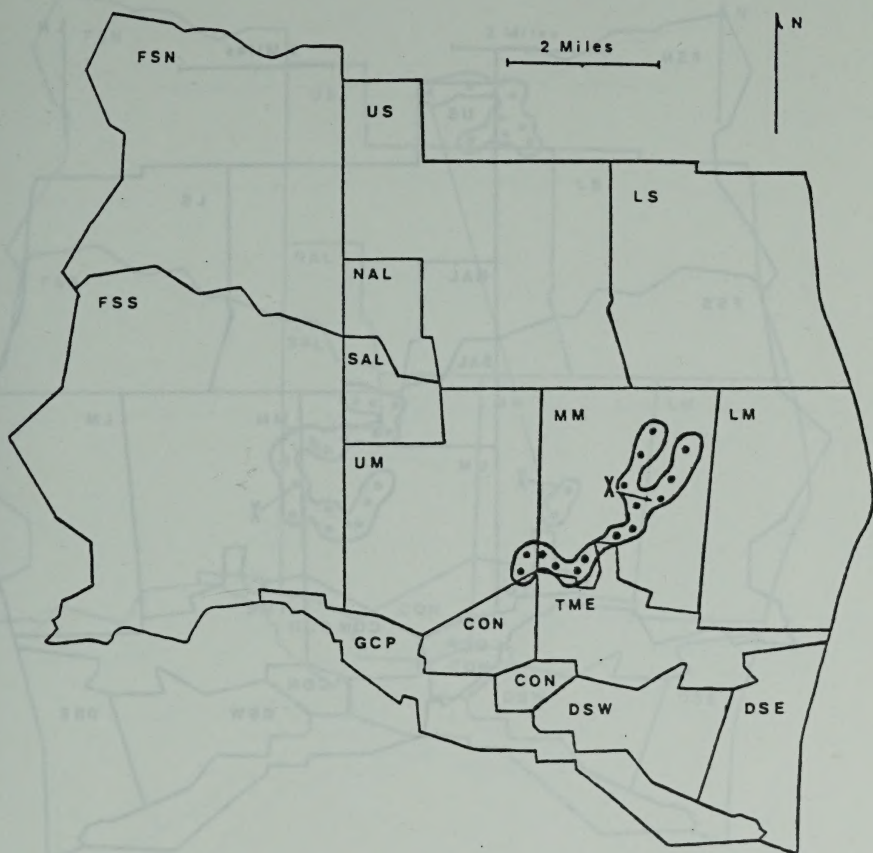 FSN
2 Miles
N
US
LS
NAL
FSS
SAL
MM
LM
UM
X
TME
CON
GCP
CON
DSW
DSE